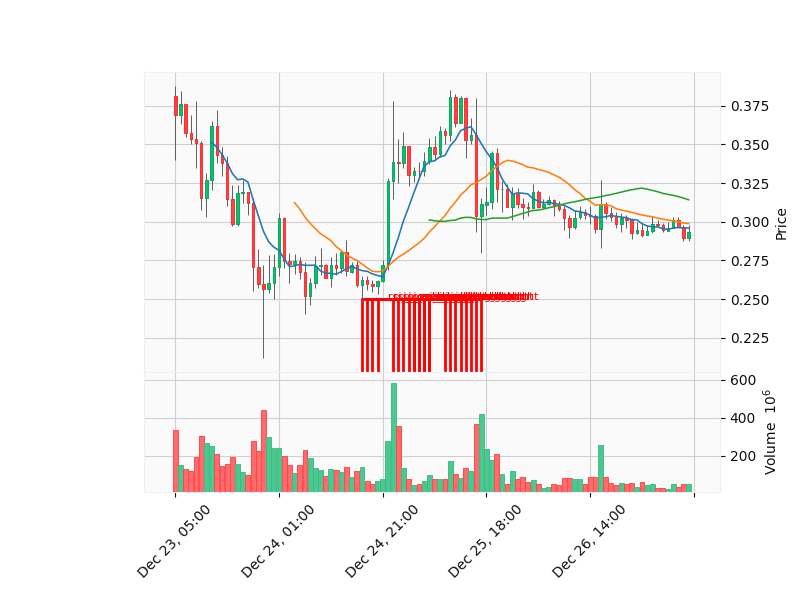 0.375
0.350
0.325
0.300
0.275
0.250
0.225
Price
600
400
200
Volume 10⁶
Dec 23, 05:00
Dec 24, 01:00
Dec 24, 21:00
Dec 25, 18:00
Dec 26, 14:00